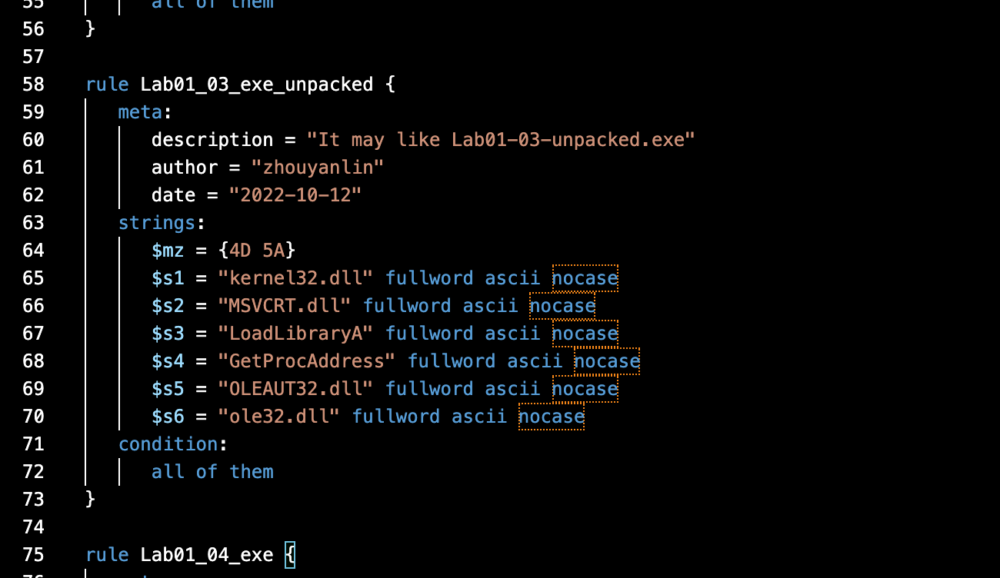 55 all of them
56 }
57
58 rule Lab01_03_exe_unpacked {
59 meta:
60 description = "It may like Lab01-03-unpacked.exe"
61 author = "zhouyanlin"
62 date = "2022-10-12"
63 strings:
64 $mz = {4D 5A}
65 $s1 = "kernel32.dll" fullword ascii nocase
66 $s2 = "MSVCRT.dll" fullword ascii nocase
67 $s3 = "LoadLibraryA" fullword ascii nocase
68 $s4 = "GetProcAddress" fullword ascii nocase
69 $s5 = "OLEAUT32.dll" fullword ascii nocase
70 $s6 = "ole32.dll" fullword ascii nocase
71 condition:
72 all of them
73 }
74
75 rule Lab01_04_exe {
76